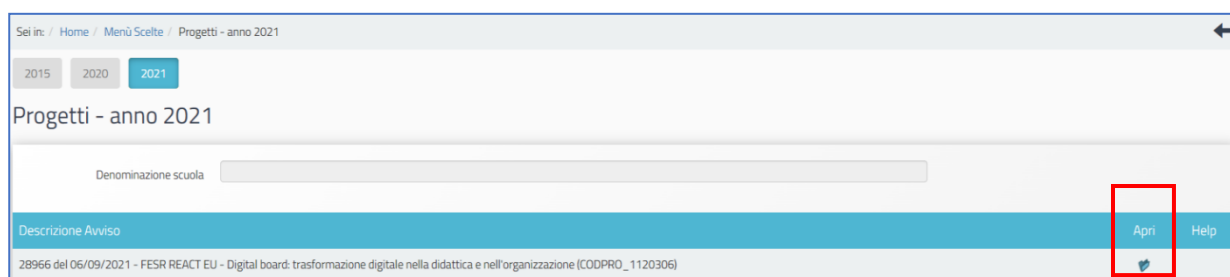 Sei in: / Home / Menù Scelte / Progetti - anno 2021
2015 2020 2021
Progetti - anno 2021
Denominazione scuola
Descrizione Avviso Apri Help
28966 del 06/09/2021 - FESR REACT EU - Digital board: trasformazione digitale nella didattica e nell'organizzazione (CODPRO_1120306)